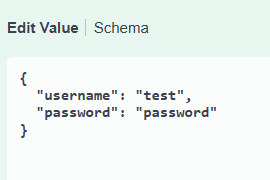 Edit Value Schema
{
  "username": "test",
  "password": "password"
}